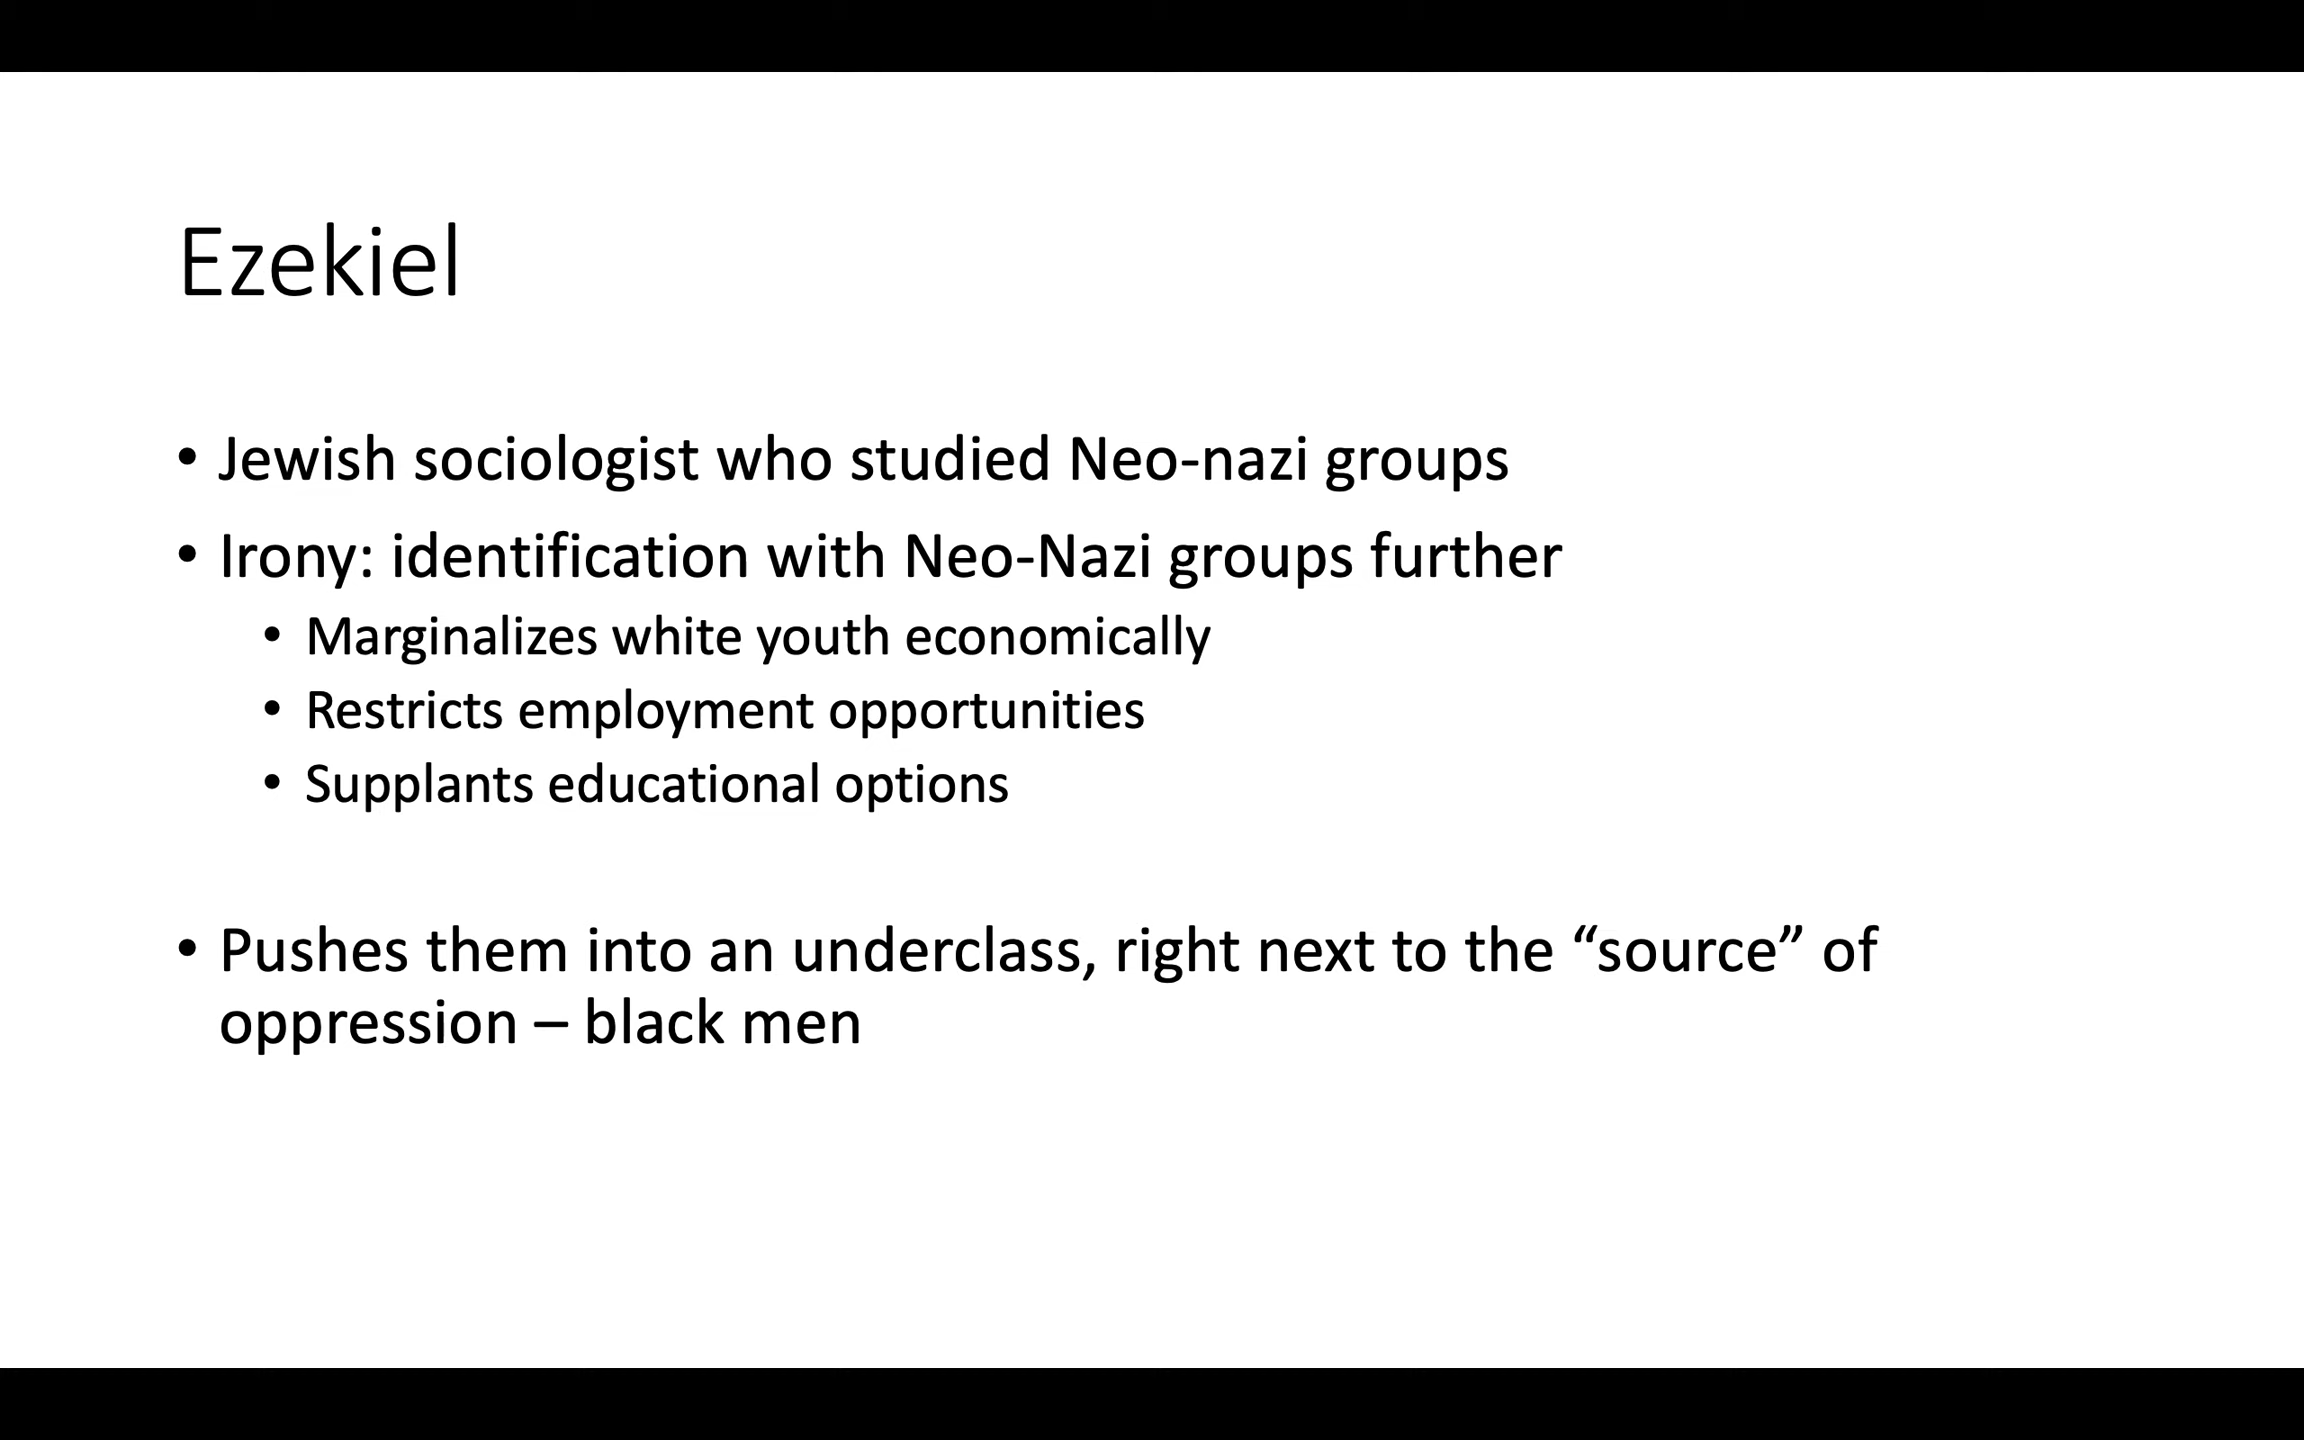 Ezekiel
• Jewish sociologist who studied Neo-nazi groups
• Irony: identification with Neo-Nazi groups further
• Marginalizes white youth economically
• Restricts employment opportunities
• Supplants educational options
• Pushes them into an underclass, right next to the “source” of
oppression – black men